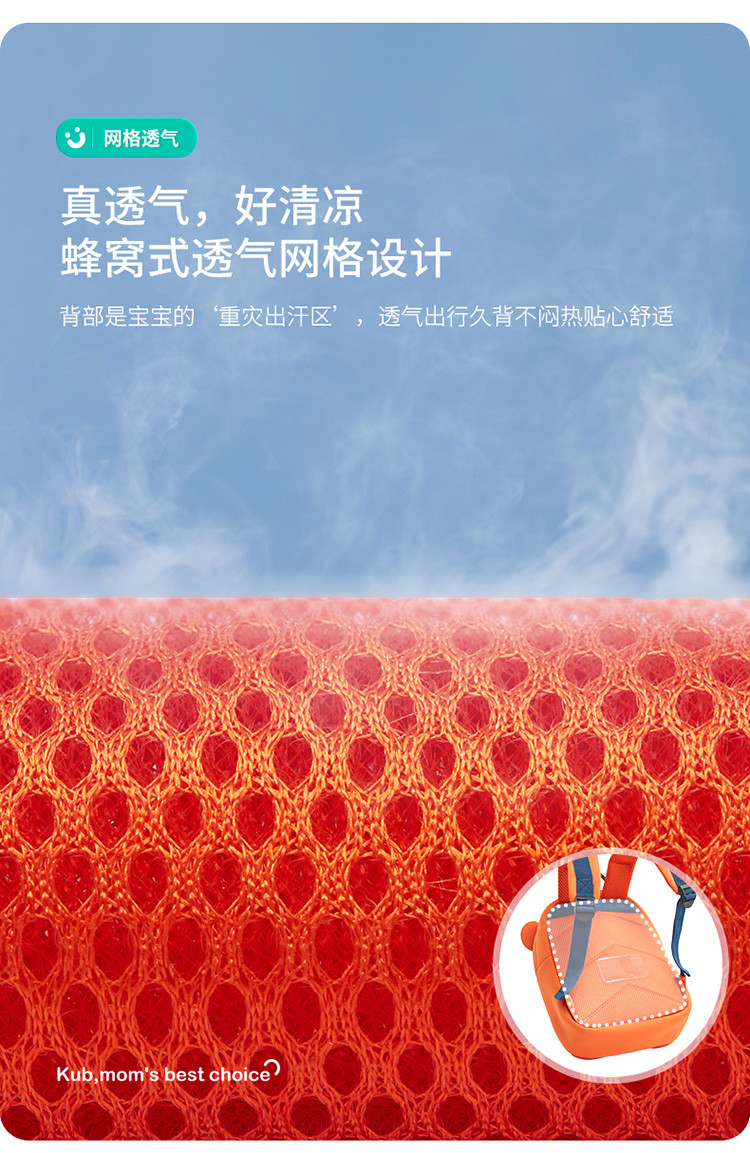 网格透气
真透气，好清凉
蜂窝式透气网格设计
背部是宝宝的‘重灾出汗区’，透气出行久背不闷热贴心舒适
Kub,mom's best choice